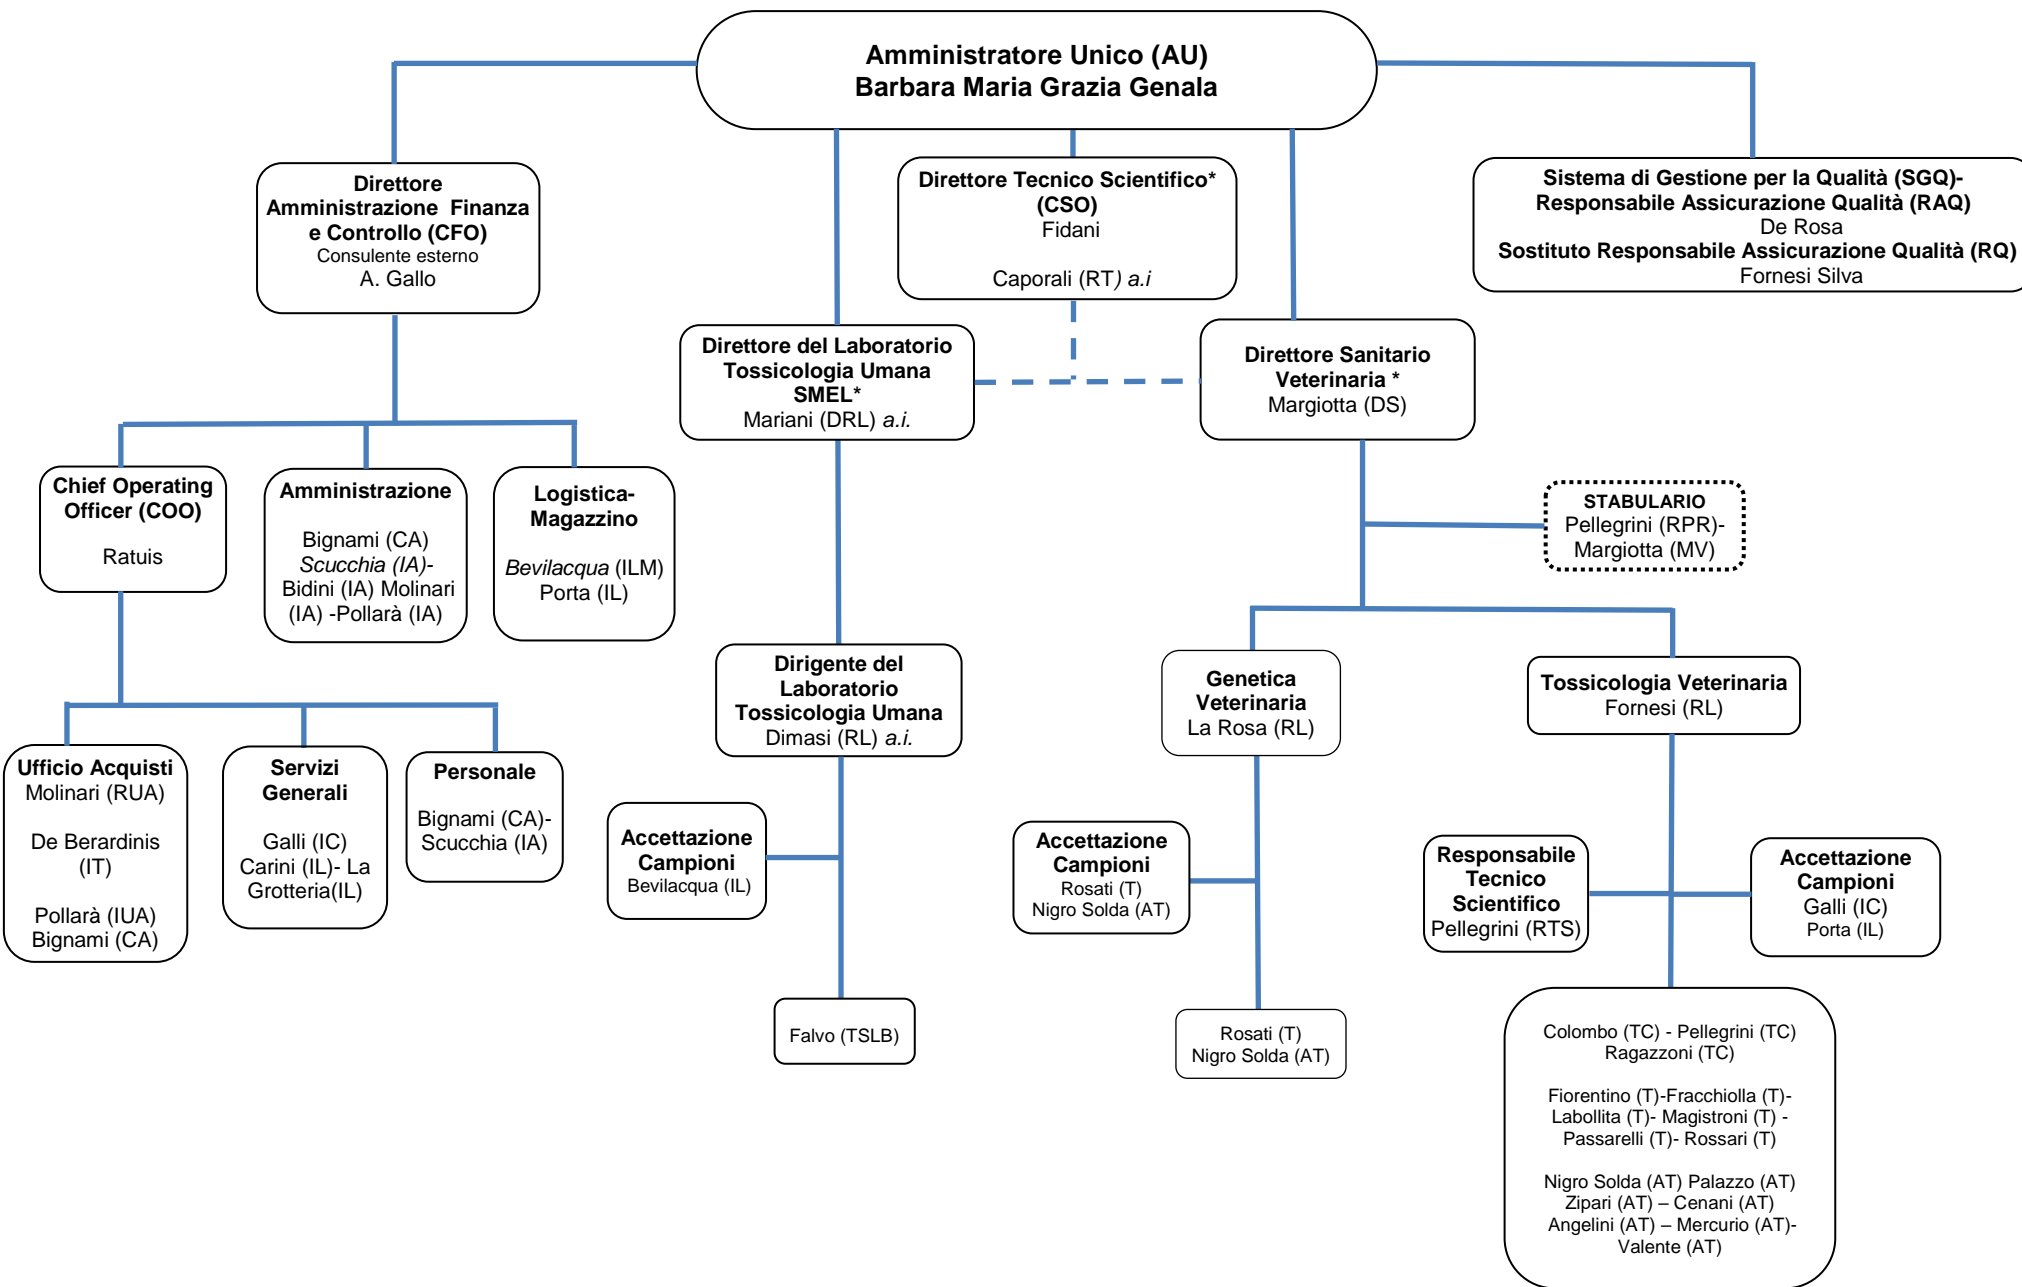 Amministratore Unico (AU)
Barbara Maria Grazia Genala
Direttore
Amministrazione Finanza
e Controllo (CFO)
Consulente esterno
A. Gallo
Direttore Tecnico Scientifico*
(CSO)
Fidani
Caporali (RT) a.i
Sistema di Gestione per la Qualità (SGQ)-
Responsabile Assicurazione Qualità (RAQ)
De Rosa
Sostituto Responsabile Assicurazione Qualità (RQ)
Fornesi Silva
Direttore del Laboratorio
Tossicologia Umana
SMEL*
Mariani (DRL) a.i.
Direttore Sanitario
Veterinaria *
Margiotta (DS)
Chief Operating
Officer (COO)
Ratuis
Amministrazione
Bignami (CA)
Scucchia (IA)-
Bidini (IA) Molinari
(IA) -Pollarà (IA)
Logistica-
Magazzino
Bevilacqua (ILM)
Porta (IL)
STABULARIO
Pellegrini (RPR)-
Margiotta (MV)
Dirigente del
Laboratorio
Tossicologia Umana
Dimasi (RL) a.i.
Genetica
Veterinaria
La Rosa (RL)
Tossicologia Veterinaria
Fornesi (RL)
Ufficio Acquisti
Molinari (RUA)
De Berardinis
(IT)
Pollarà (IUA)
Bignami (CA)
Servizi
Generali
Galli (IC)
Carini (IL)- La
Grotteria(IL)
Personale
Bignami (CA)-
Scucchia (IA)
Accettazione
Campioni
Bevilacqua (IL)
Accettazione
Campioni
Rosati (T)
Nigro Solda (AT)
Responsabile
Tecnico
Scientifico
Pellegrini (RTS)
Accettazione
Campioni
Galli (IC)
Porta (IL)
Falvo (TSLB)
Rosati (T)
Nigro Solda (AT)
Colombo (TC) - Pellegrini (TC)
Ragazzoni (TC)
Fiorentino (T)-Fracchiolla (T)-
Labollita (T)- Magistroni (T) -
Passarelli (T)- Rossari (T)
Nigro Solda (AT) Palazzo (AT)
Zipari (AT) – Cenani (AT)
Angelini (AT) – Mercurio (AT)-
Valente (AT)